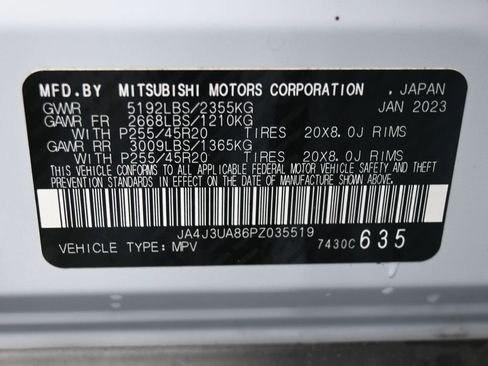 MFD.BY MITSUBISHI MOTORS CORPORATION . JAPAN
GVWR 5192LBS/2355KG JAN 2023
GAWR FR 2668LBS/1210KG
WITH P255/45R20 TIRES 20X8.0J RIMS
GAWR RR 3009LBS/1365KG
WITH P255/45R20 TIRES 20X8.0J RIMS
THIS VEHICLE CONFORMS TO ALL APPLICABLE FEDERAL MOTOR VEHICLE SAFETY, BUMPER, AND THEFT
PREVENTION STANDARDS IN EFFECT ON THE DATE OF MANUFACTURE SHOWN ABOVE.
JA4J3UA86PZ035519
VEHICLE TYPE: MPV 7430C 635